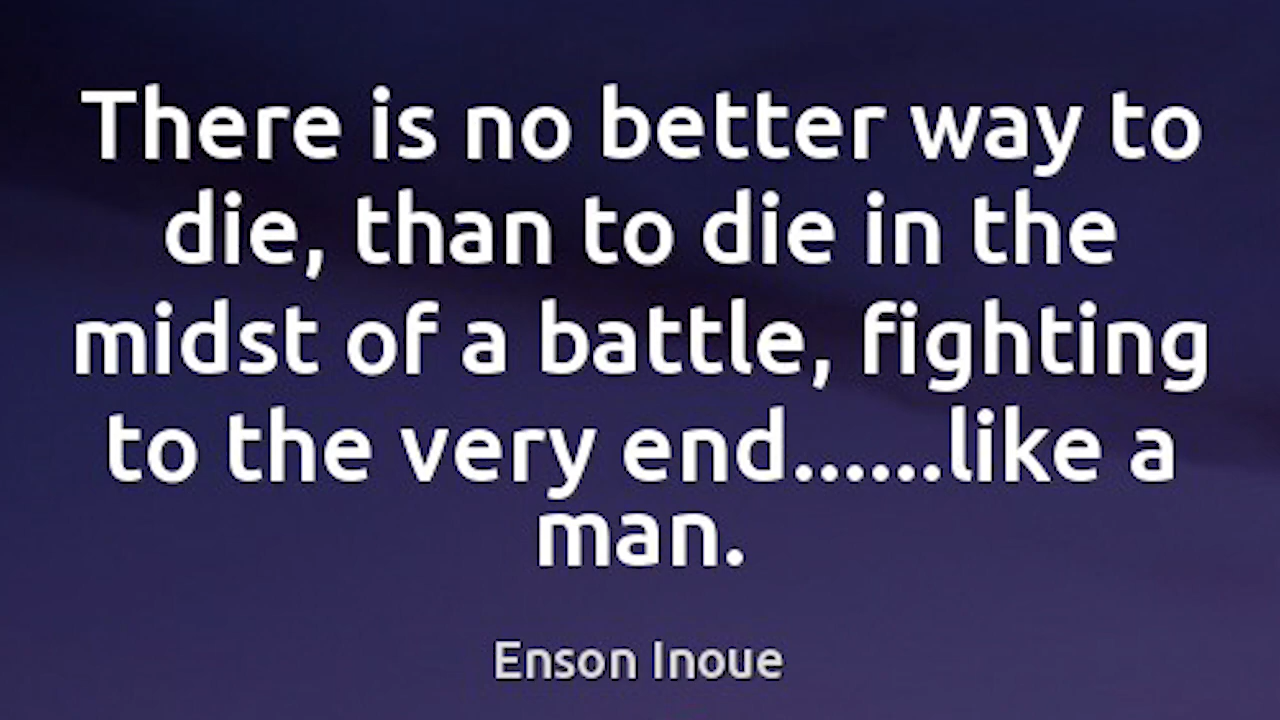 There is no better way to
die, than to die in the
midst of a battle, fighting
to the very end......like a
man.
Enson Inoue